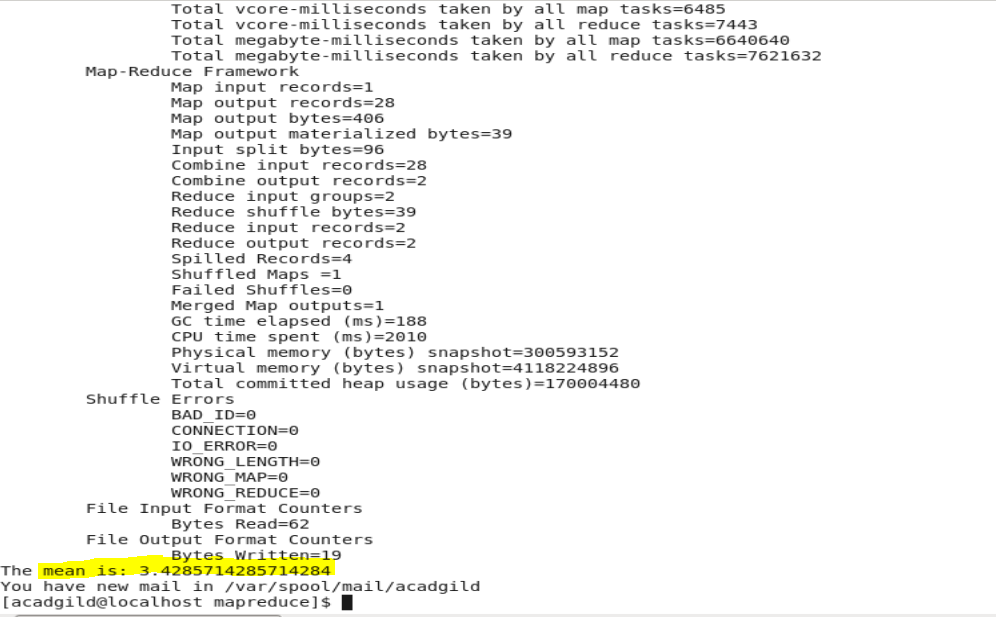 Total vcore-milliseconds taken by all map tasks=6485
Total vcore-milliseconds taken by all reduce tasks=7443
Total megabyte-milliseconds taken by all map tasks=6640640
Total megabyte-milliseconds taken by all reduce tasks=7621632
Map-Reduce Framework
Map input records=1
Map output records=28
Map output bytes=406
Map output materialized bytes=39
Input split bytes=96
Combine input records=28
Combine output records=2
Reduce input groups=2
Reduce shuffle bytes=39
Reduce input records=2
Reduce output records=2
Spilled Records=4
Shuffled Maps =1
Failed Shuffles=0
Merged Map outputs=1
GC time elapsed (ms)=188
CPU time spent (ms)=2010
Physical memory (bytes) snapshot=300593152
Virtual memory (bytes) snapshot=4118224896
Total committed heap usage (bytes)=170004480
Shuffle Errors
BAD_ID=0
CONNECTION=0
IO_ERROR=0
WRONG_LENGTH=0
WRONG_MAP=0
WRONG_REDUCE=0
File Input Format Counters
Bytes Read=62
File Output Format Counters
Bytes Written=19
The mean is: 3.4285714285714284
You have new mail in /var/spool/mail/acadgild
[acadgild@localhost mapreduce]$